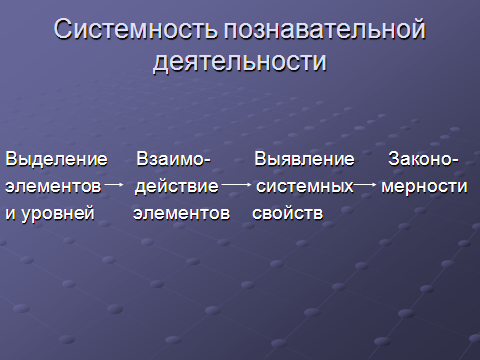 Системность познавательной
деятельности
Выделение Взаимо- Выявление Законо-
элементов действие системных мерности
и уровней элементов свойств